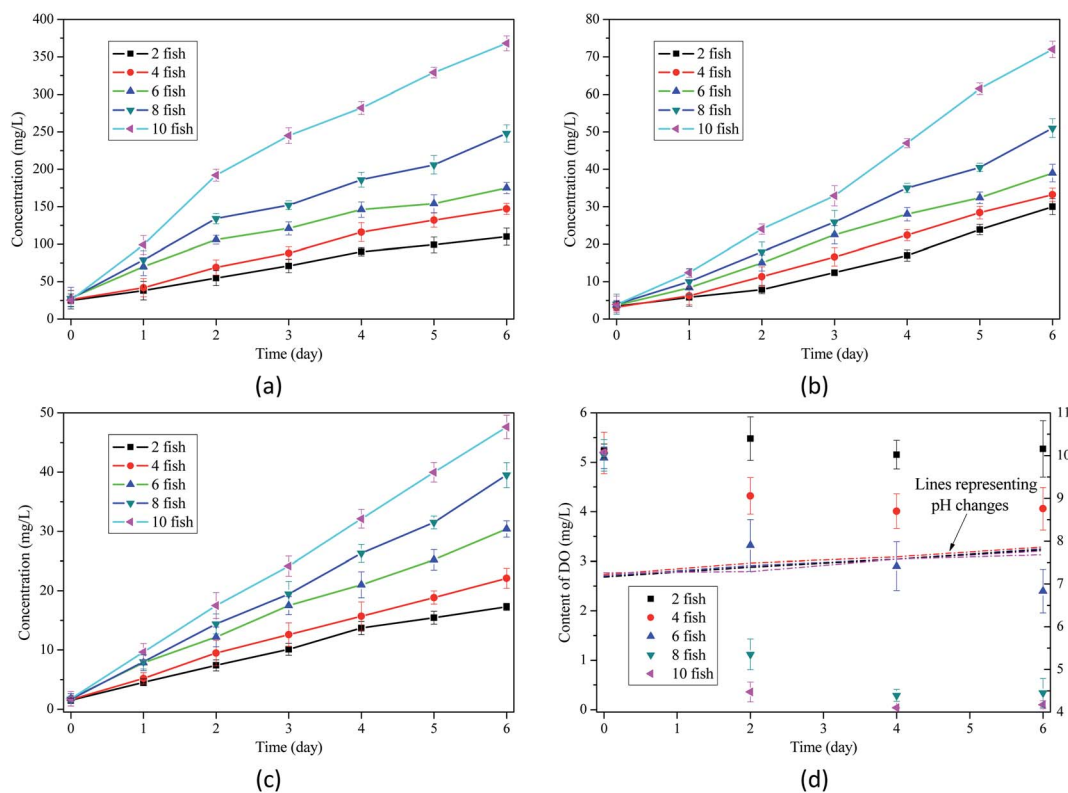 400
350
300
250
200
150
100
50
0
Concentration (mg/L)
2 fish
4 fish
6 fish
8 fish
10 fish
0 1 2 3 4 5 6
Time (day)
(a)
80
70
60
50
40
30
20
10
0
Concentration (mg/L)
2 fish
4 fish
6 fish
8 fish
10 fish
0 1 2 3 4 5 6
Time (day)
(b)
50
40
30
20
10
0
Concentration (mg/L)
2 fish
4 fish
6 fish
8 fish
10 fish
0 1 2 3 4 5 6
Time (day)
(c)
6
5
4
3
2
1
0
Content of DO (mg/L)
Lines representing
pH changes
2 fish
4 fish
6 fish
8 fish
10 fish
11
10
9
8
7
6
5
4
0 2 4 6
Time (day)
(d)